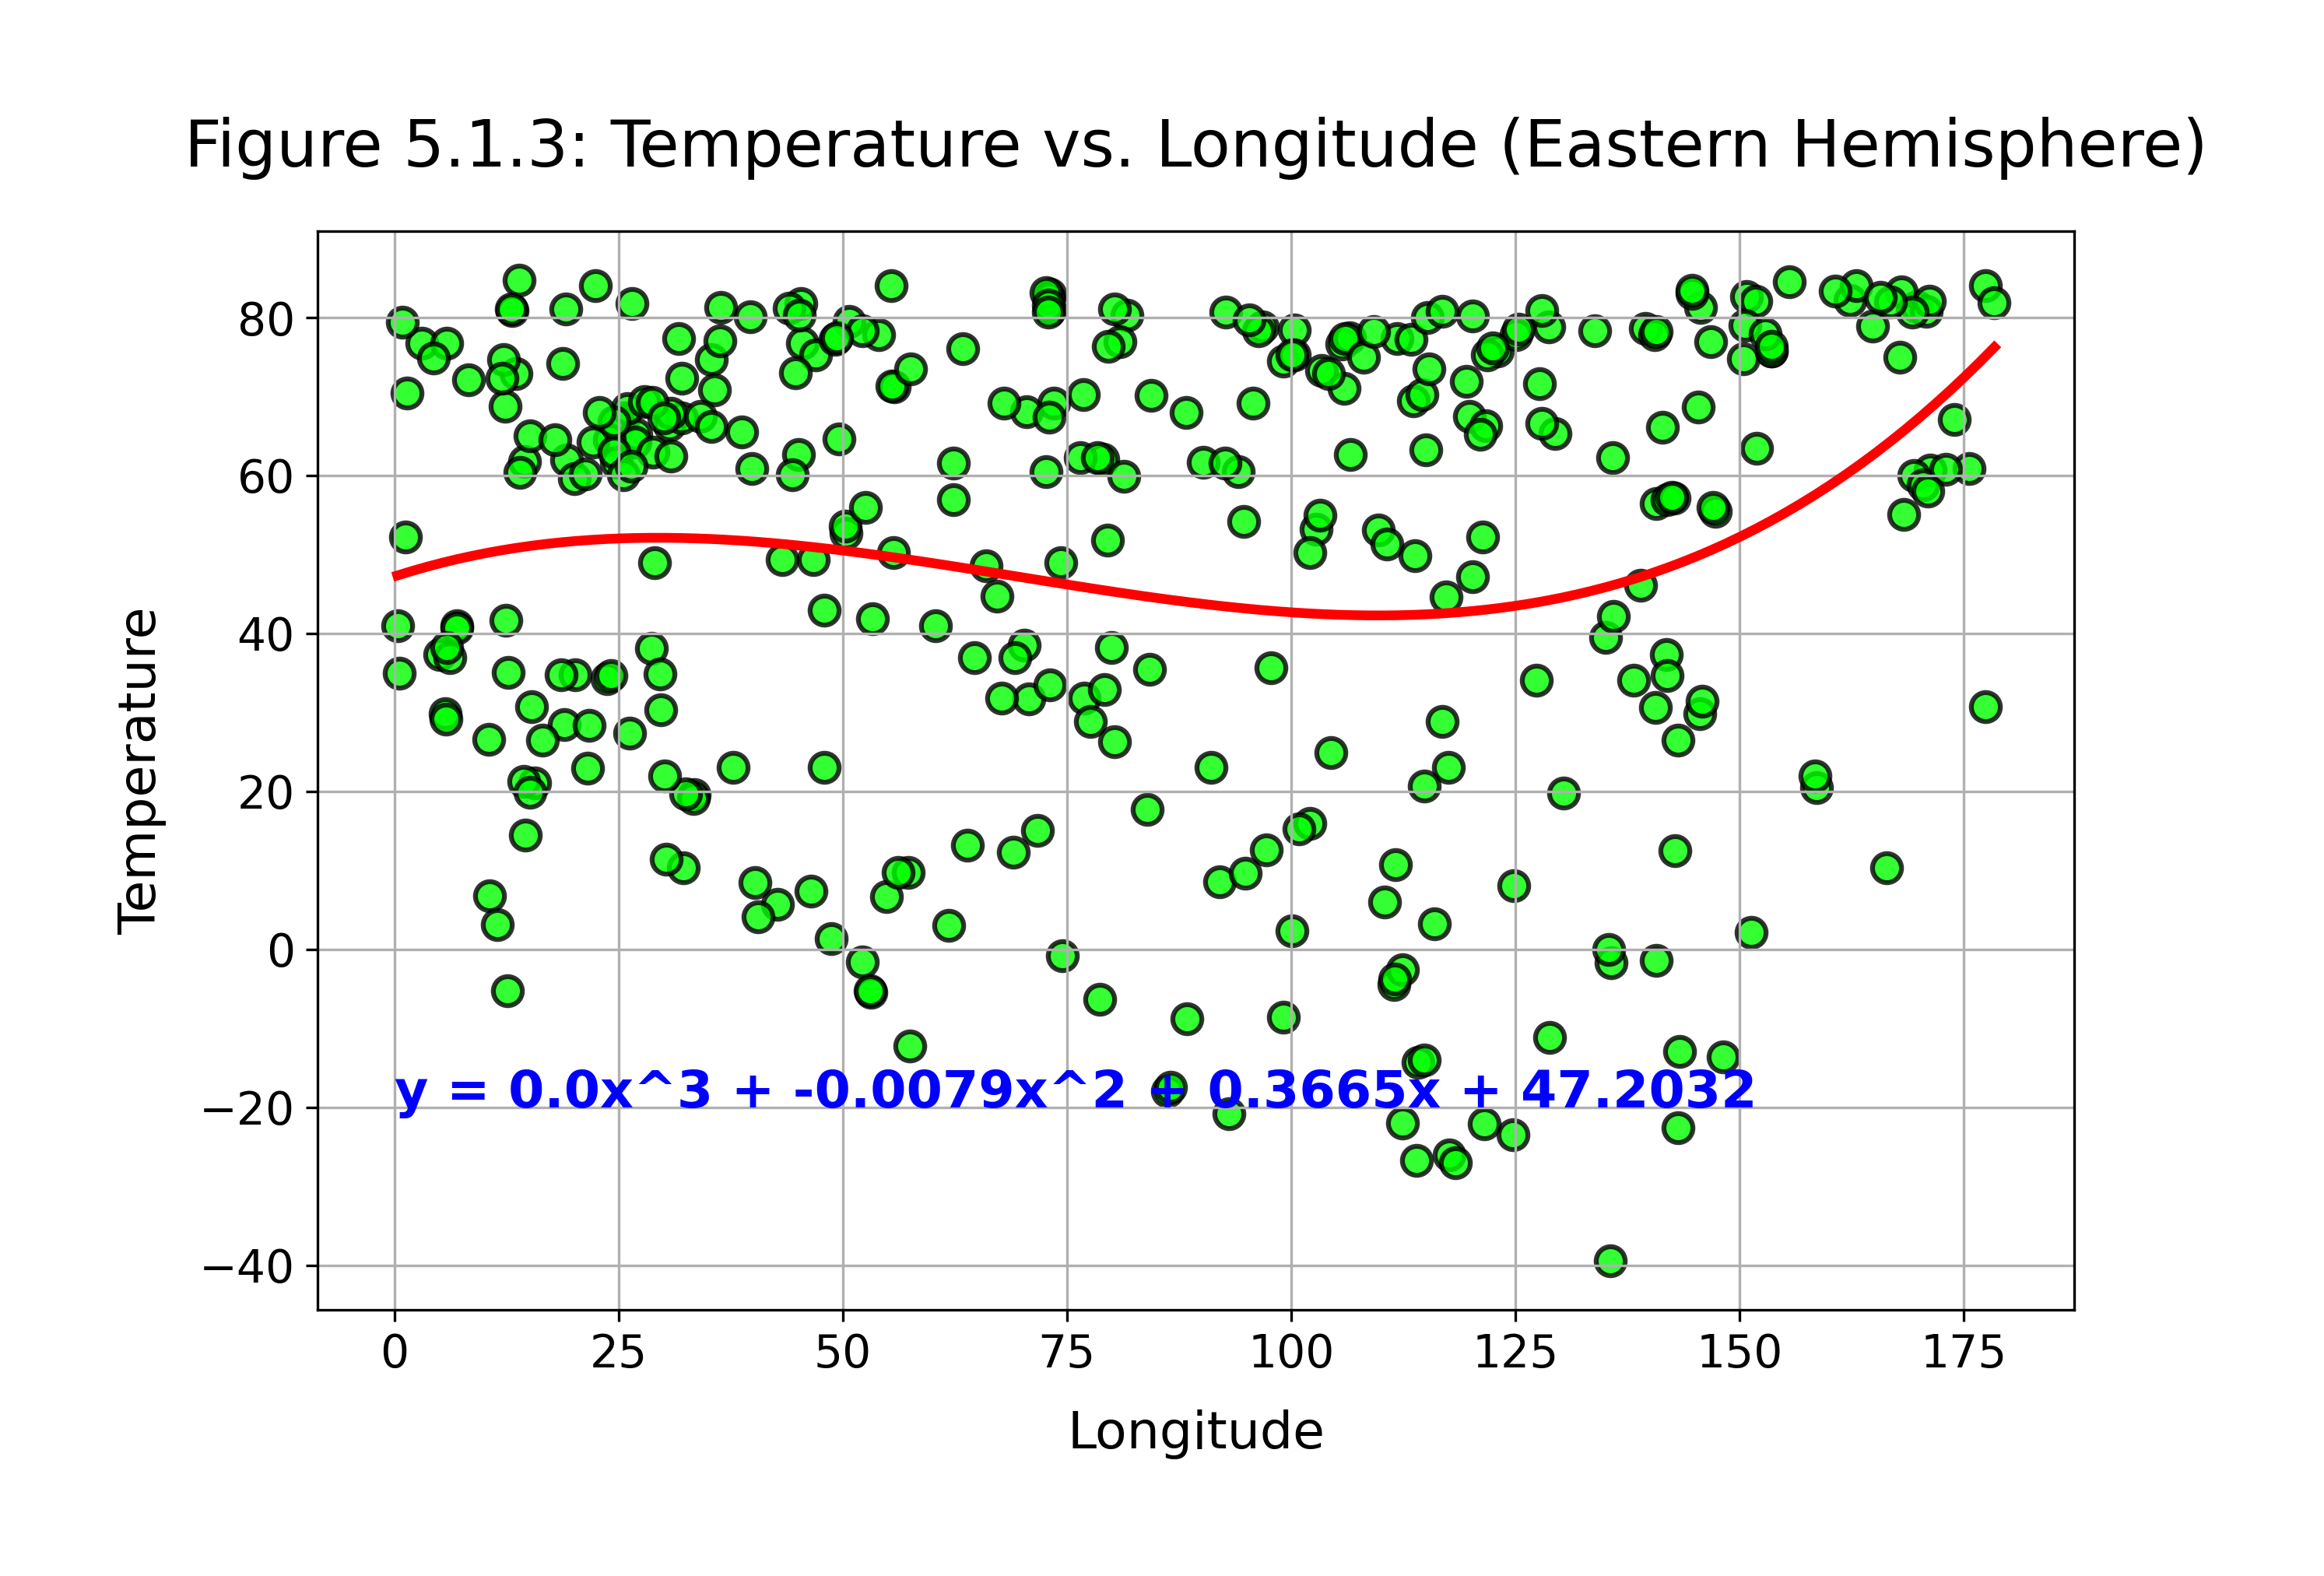 Figure 5.1.3: Temperature vs. Longitude (Eastern Hemisphere)
Temperature
80
60
40
20
0
−20
−40
y = 0.0x^3 + -0.0079x^2 + 0.3665x + 47.2032
0 25 50 75 100 125 150 175
Longitude